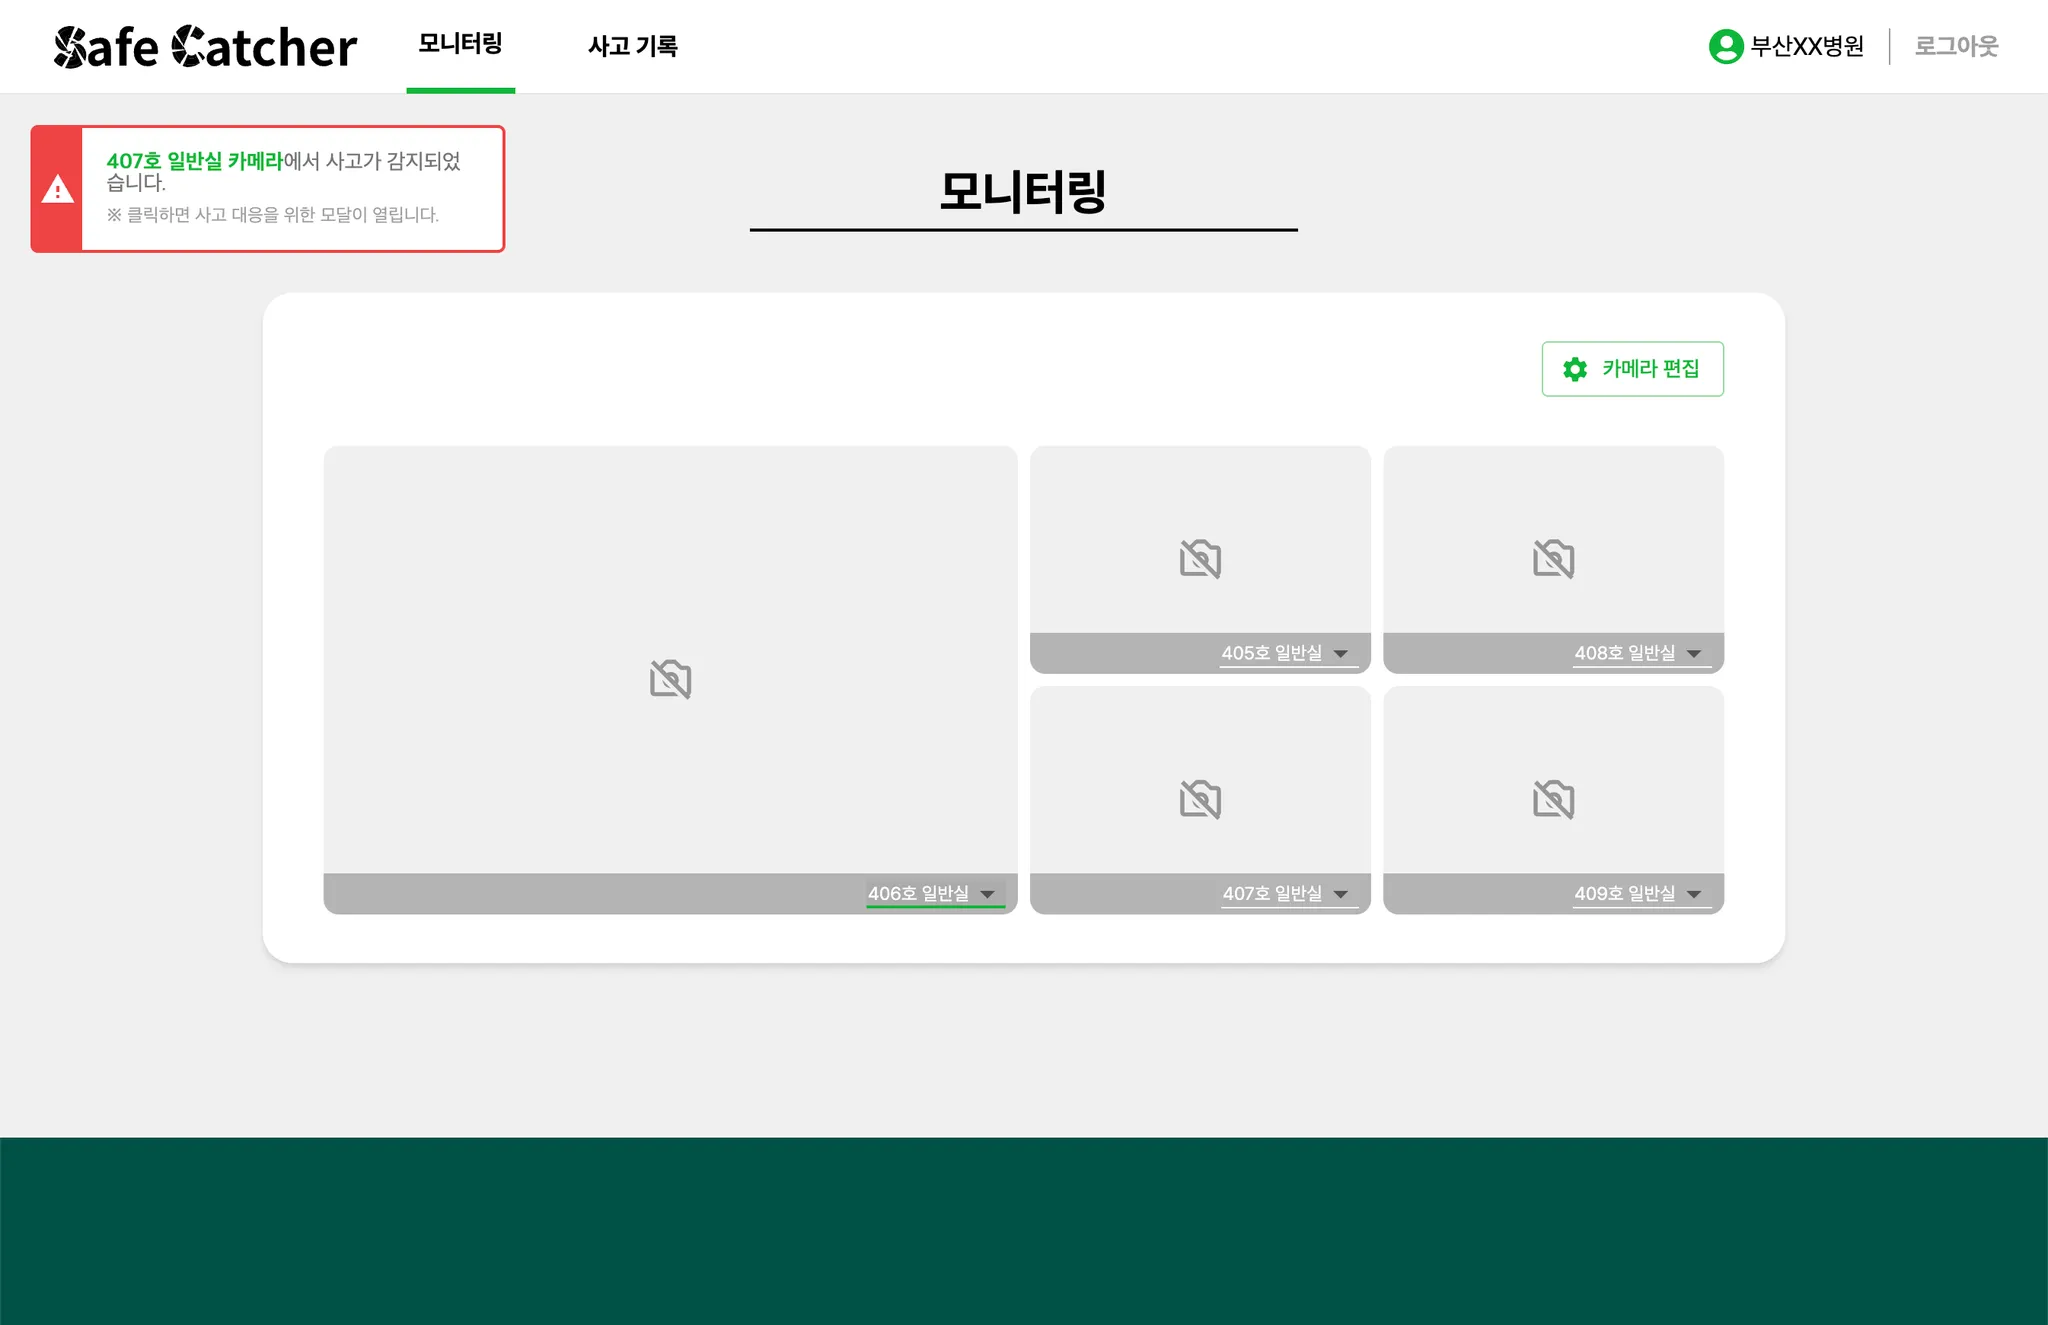 Safe Catcher
모니터링
사고 기록
부산XX병원
로그아웃
407호 일반실 카메라에서 사고가 감지되었
습니다.
※ 클릭하면 사고 대응을 위한 모달이 열립니다.
모니터링
카메라 편집
405호 일반실
408호 일반실
406호 일반실
407호 일반실
409호 일반실